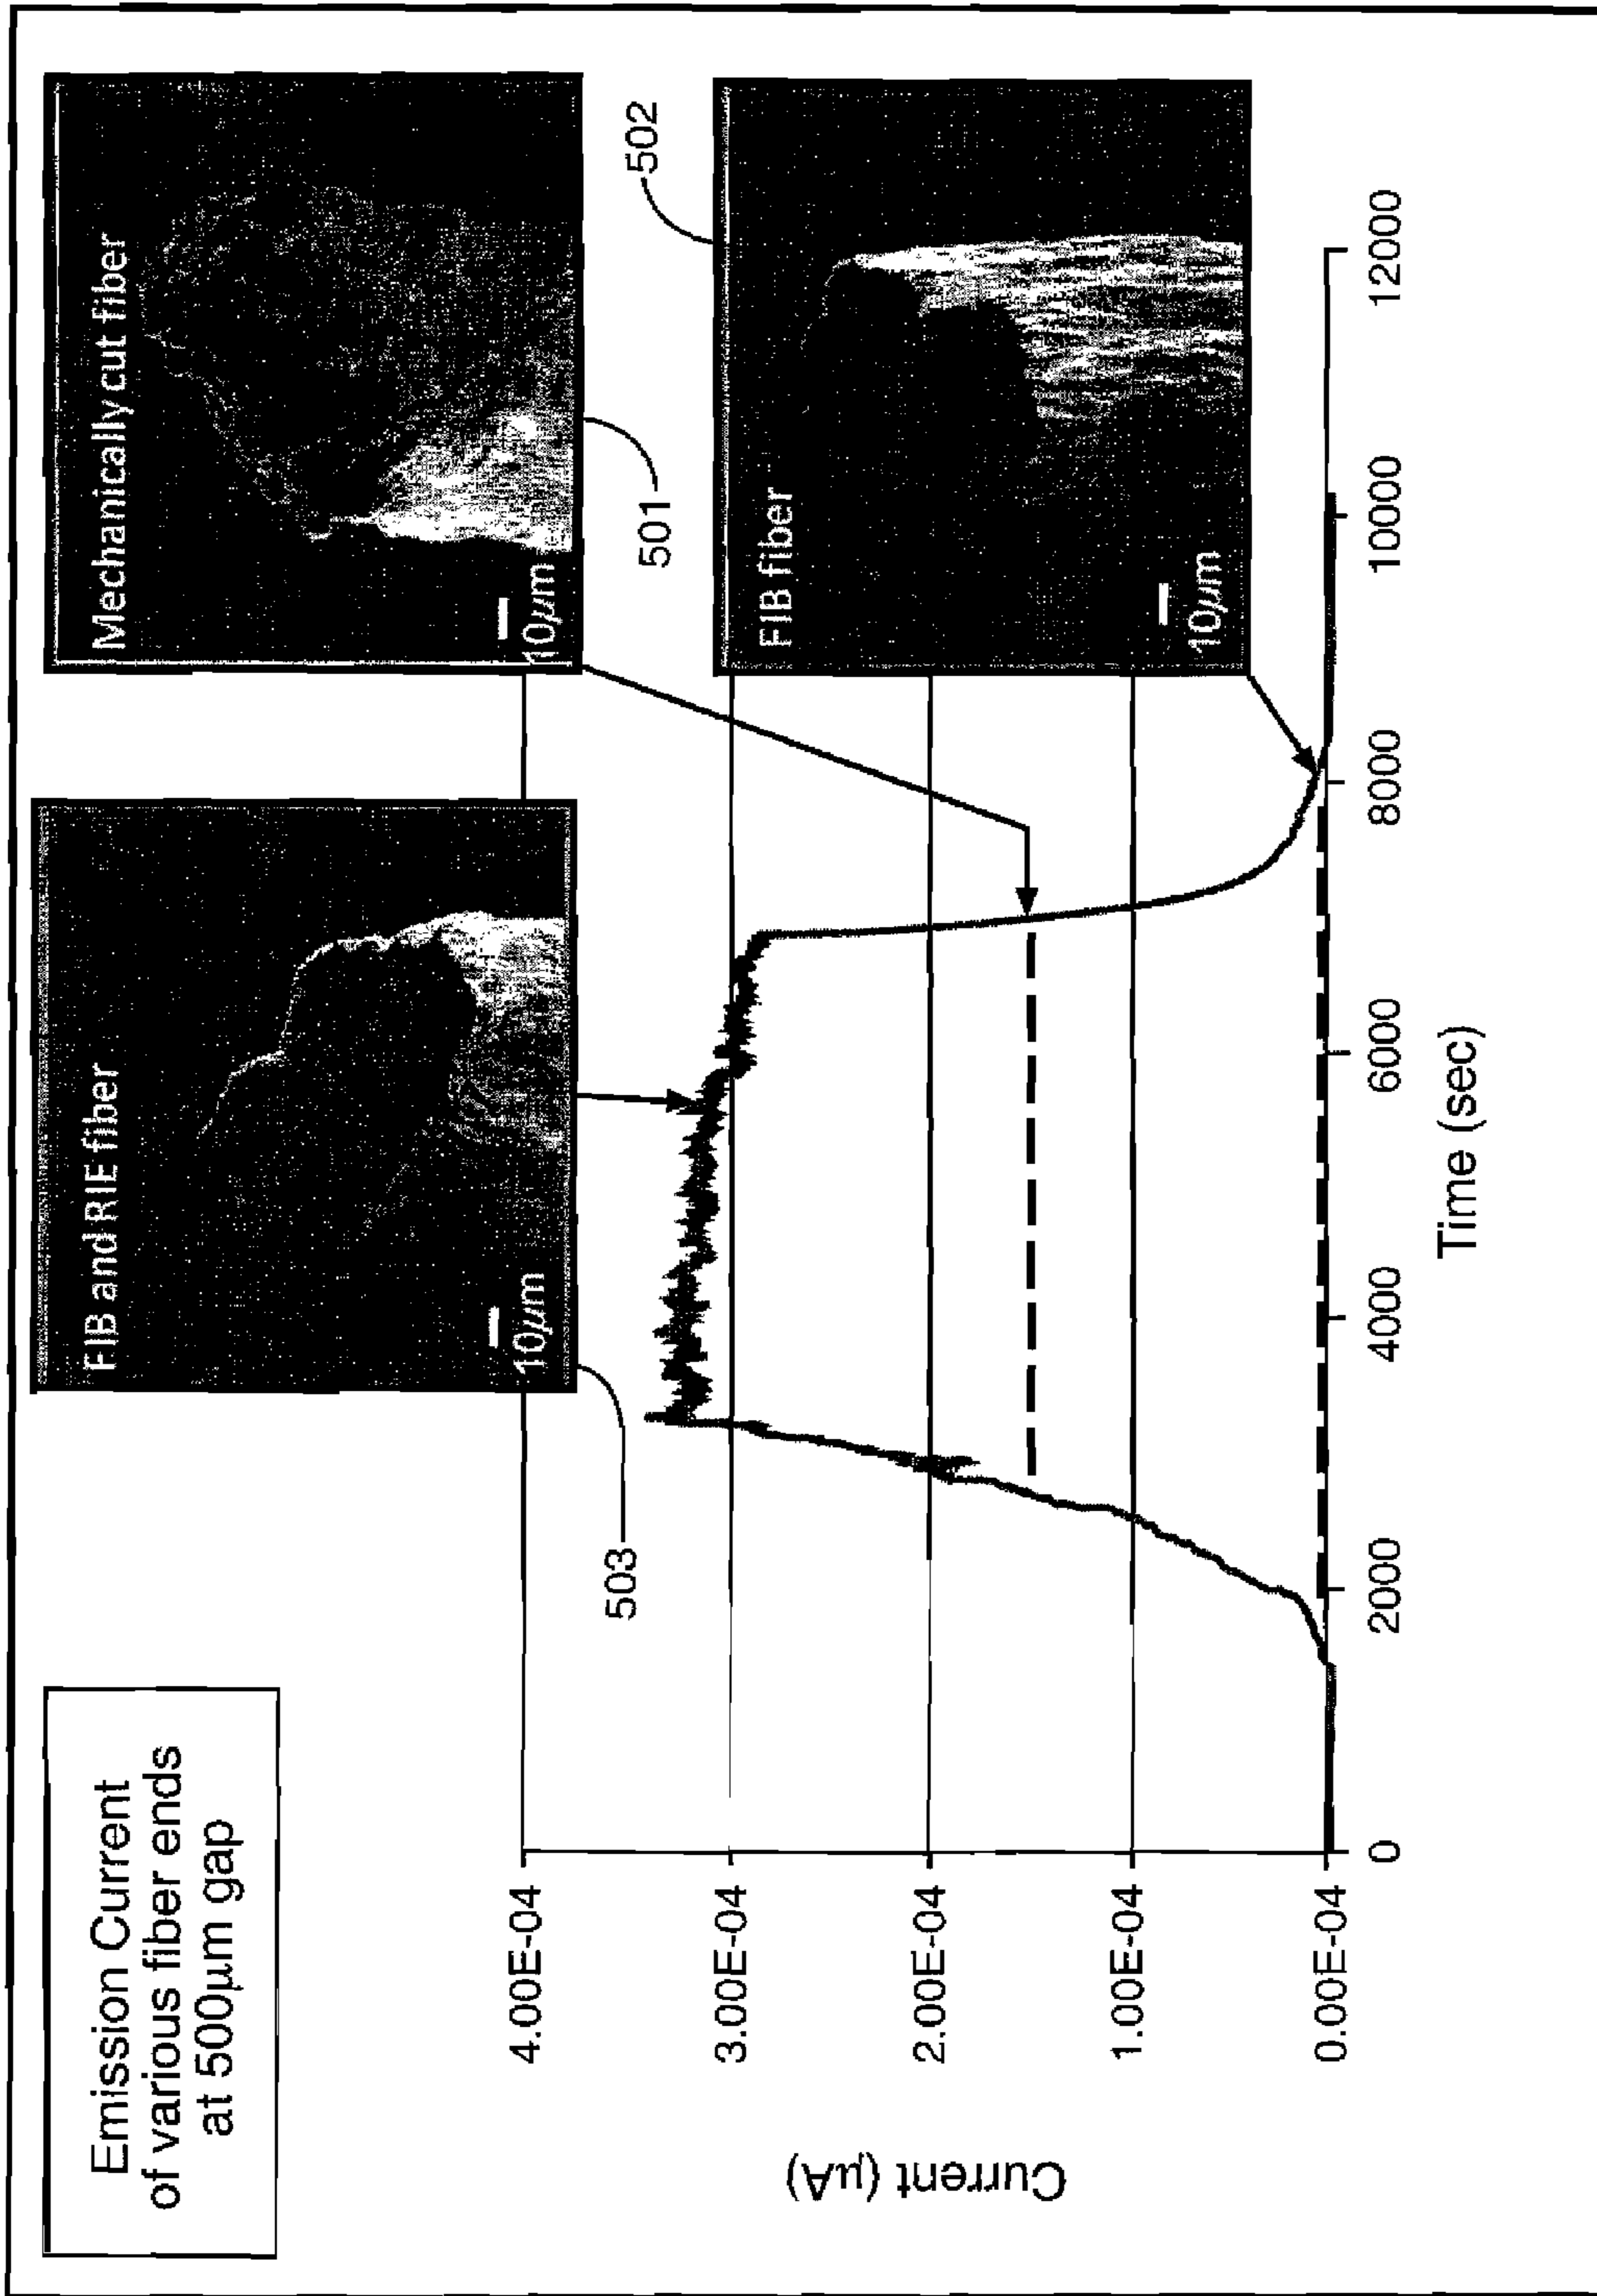 Emission Current
of various fiber ends
at 500μm gap
FIB and RIE fiber
10μm
503
Mechanically cut fiber
10μm
501
502
FIB fiber
10μm
Current (μA)
4.00E-04
3.00E-04
2.00E-04
1.00E-04
0.00E-04
0
2000
4000
6000
8000
10000
12000
Time (sec)